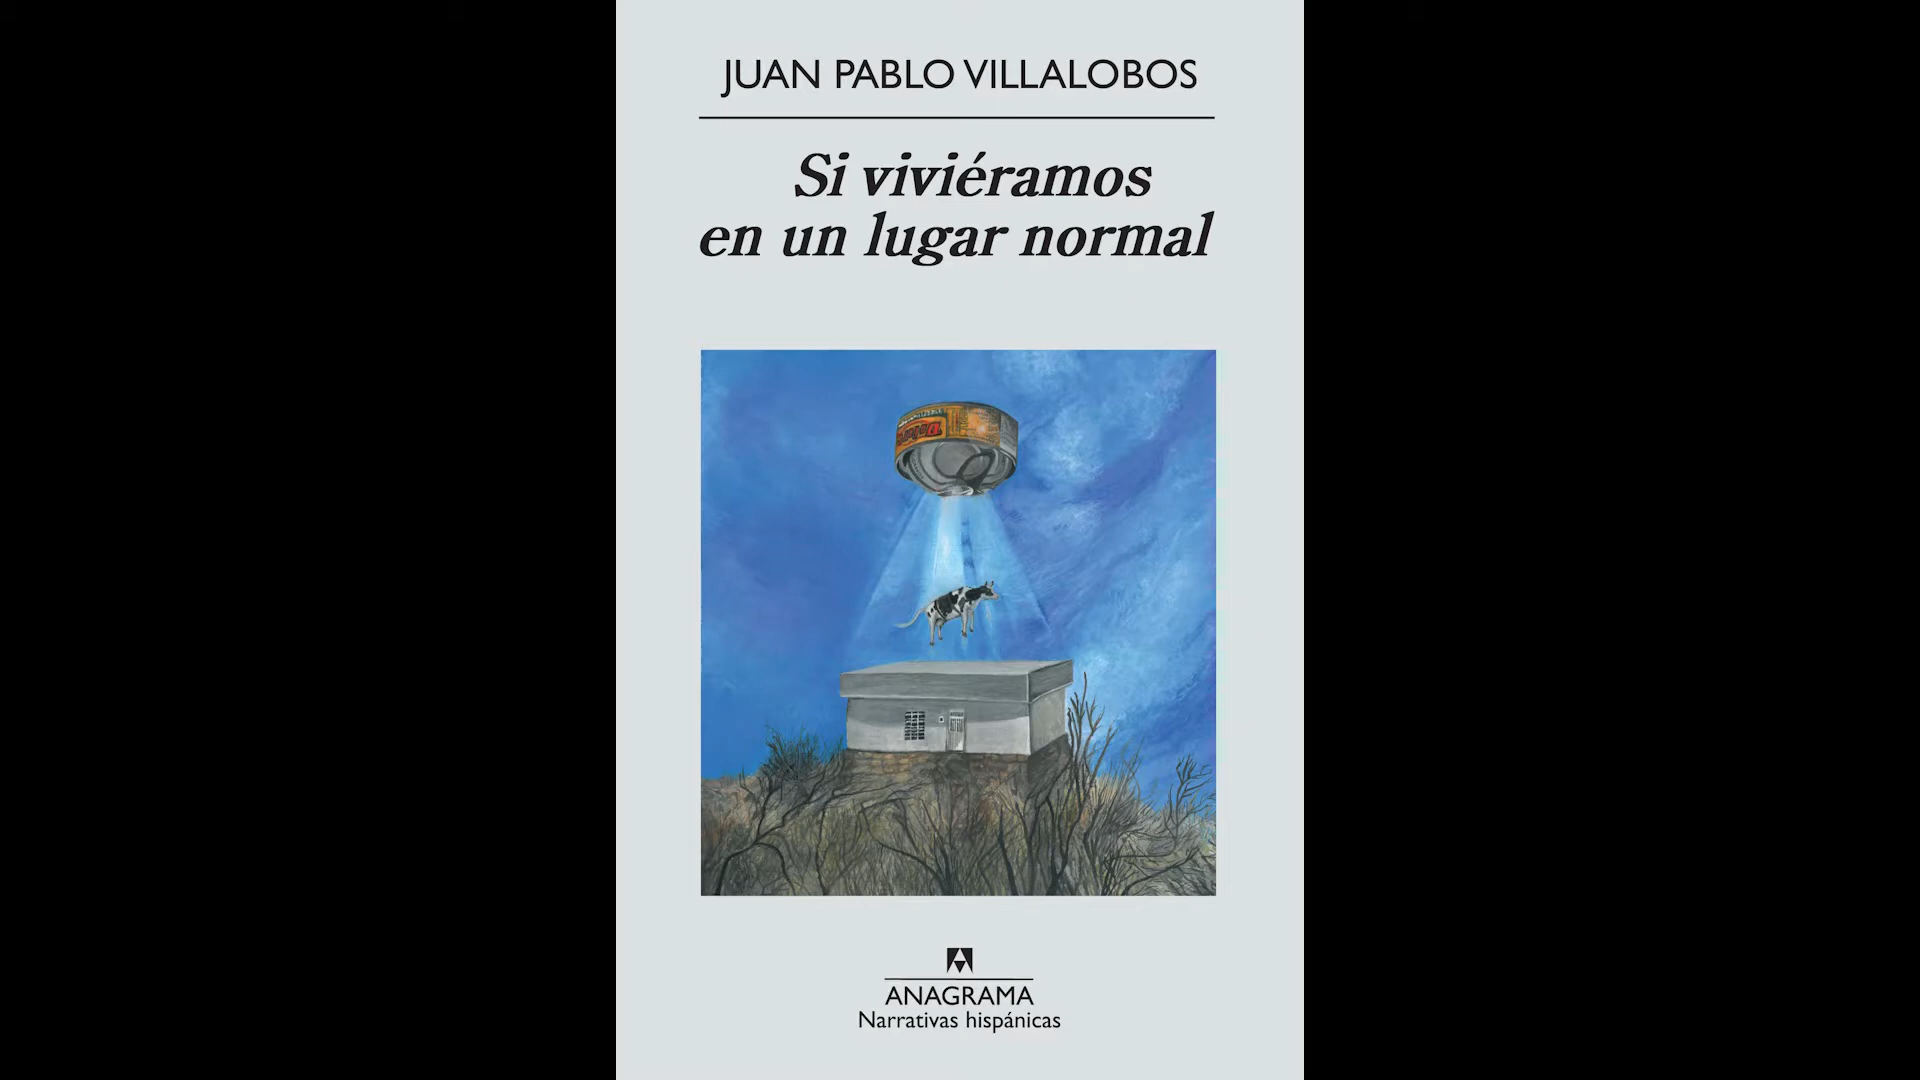 JUAN PABLO VILLALOBOS
Si viviéramos
en un lugar normal
ANAGRAMA
Narrativas hispánicas